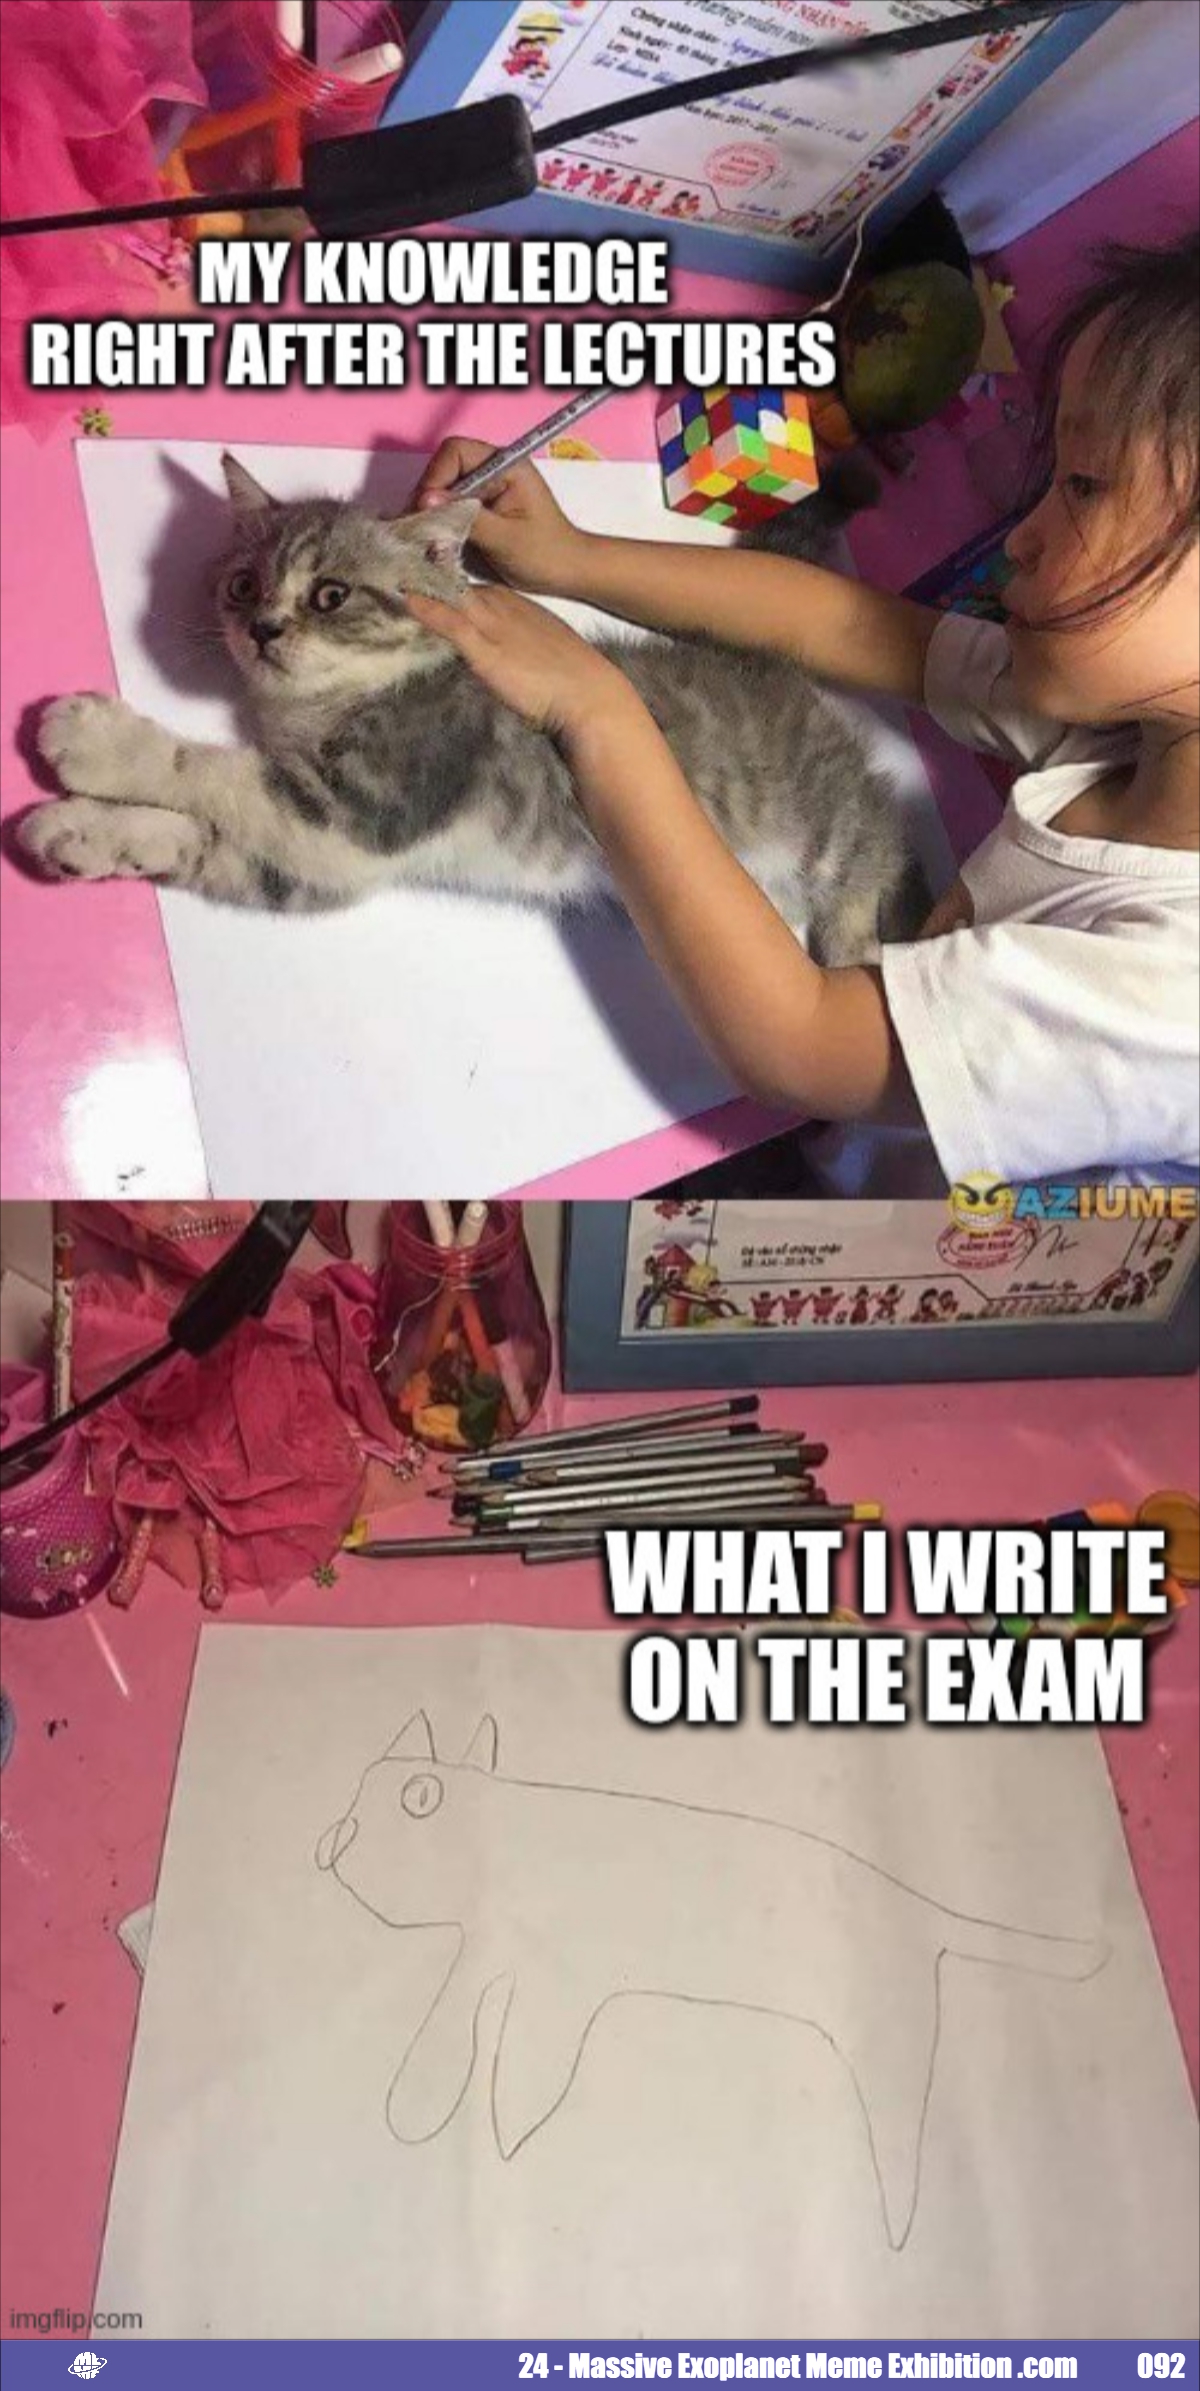 MY KNOWLEDGE
RIGHT AFTER THE LECTURES
AZIUME
WHAT I WRITE
ON THE EXAM
imgflip.com
24 - Massive Exoplanet Meme Exhibition .com 092